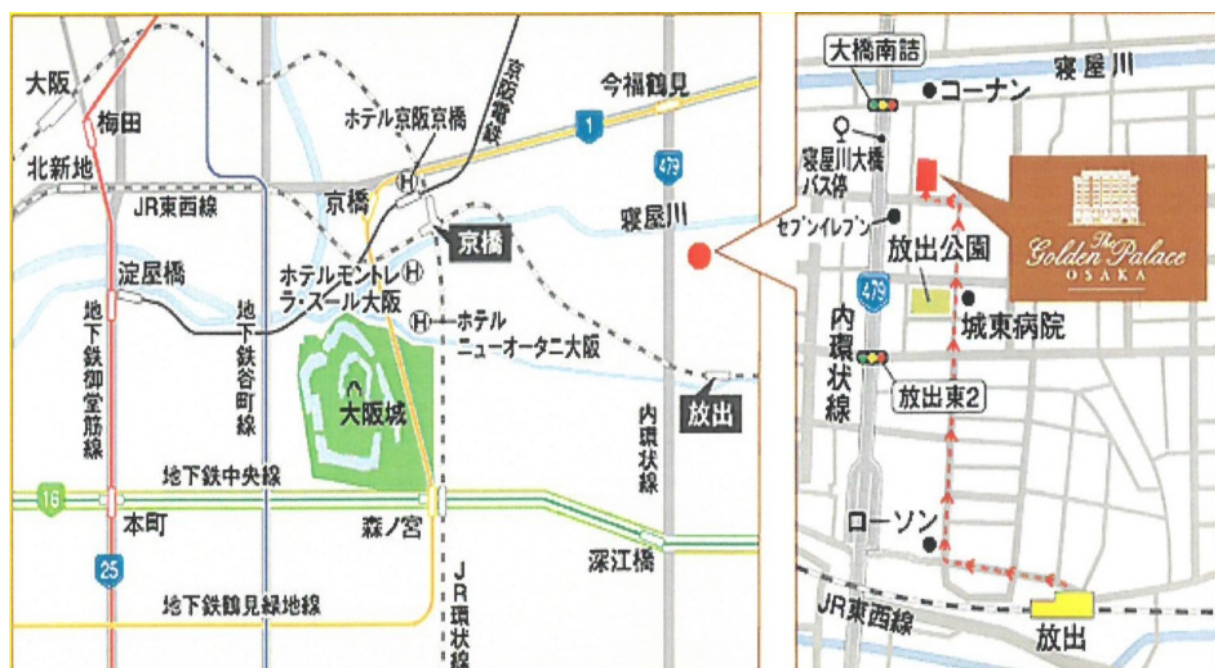 大阪
梅田
北新地
JR東西線
淀屋橋
地下鉄御堂筋線
地下鉄谷町線
ホテル京阪京橋
京阪電鉄
京橋
京橋
ホテルモントレ
ラ・スール大阪
ホテル
ニューオータニ大阪
大阪城
今福鶴見
1
479
寝屋川
放出
内環状線
地下鉄中央線
16
本町
森ノ宮
深江橋
25
地下鉄鶴見緑地線
JR環状線
H
H
H
大橋南詰
コーナン
寝屋川
寝屋川大橋
バス停
セブンイレブン
放出公園
The
Golden Palace
OSAKA
479
城東病院
内環状線
放出東2
ローソン
JR東西線
放出